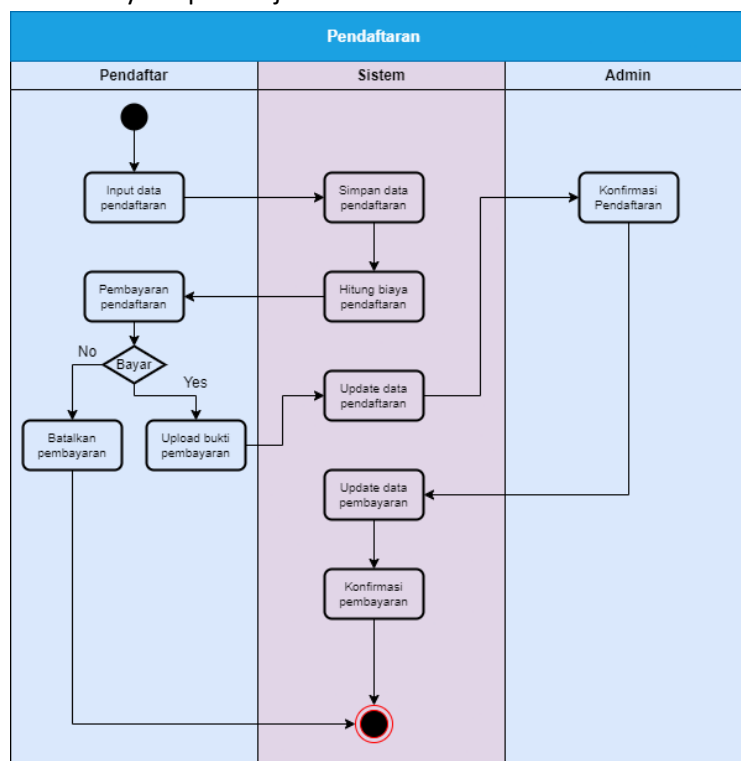 Pendaftaran
Pendaftar
Sistem
Admin
Input data
pendaftaran
Simpan data
pendaftaran
Konfirmasi
Pendaftaran
Pembayaran
pendaftaran
Hitung biaya
pendaftaran
Bayar
No
Yes
Update data
pendaftaran
Batalkan
pembayaran
Upload bukti
pembayaran
Update data
pembayaran
Konfirmasi
pembayaran